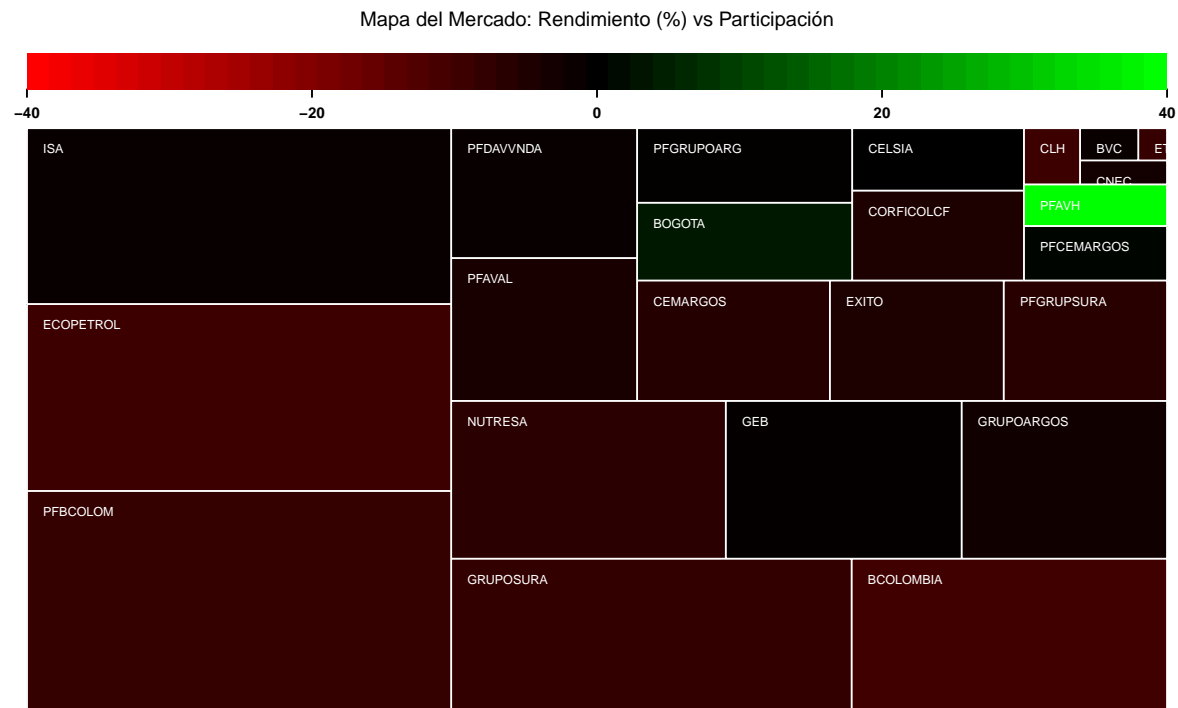 Mapa del Mercado: Rendimiento (%) vs Participación
−40 −20 0 20 40
ISA
PFDAVVNDA
PFGRUPOARG
CELSIA
CLH
BVC
CNEC
PFAVH
PFCEMARGOS
BOGOTA
CORFICOLCF
PFAVAL
CEMARGOS
EXITO
PFGRUPSURA
ECOPETROL
NUTRESA
GEB
GRUPOARGOS
PFBCOLOM
GRUPOSURA
BCOLOMBIA